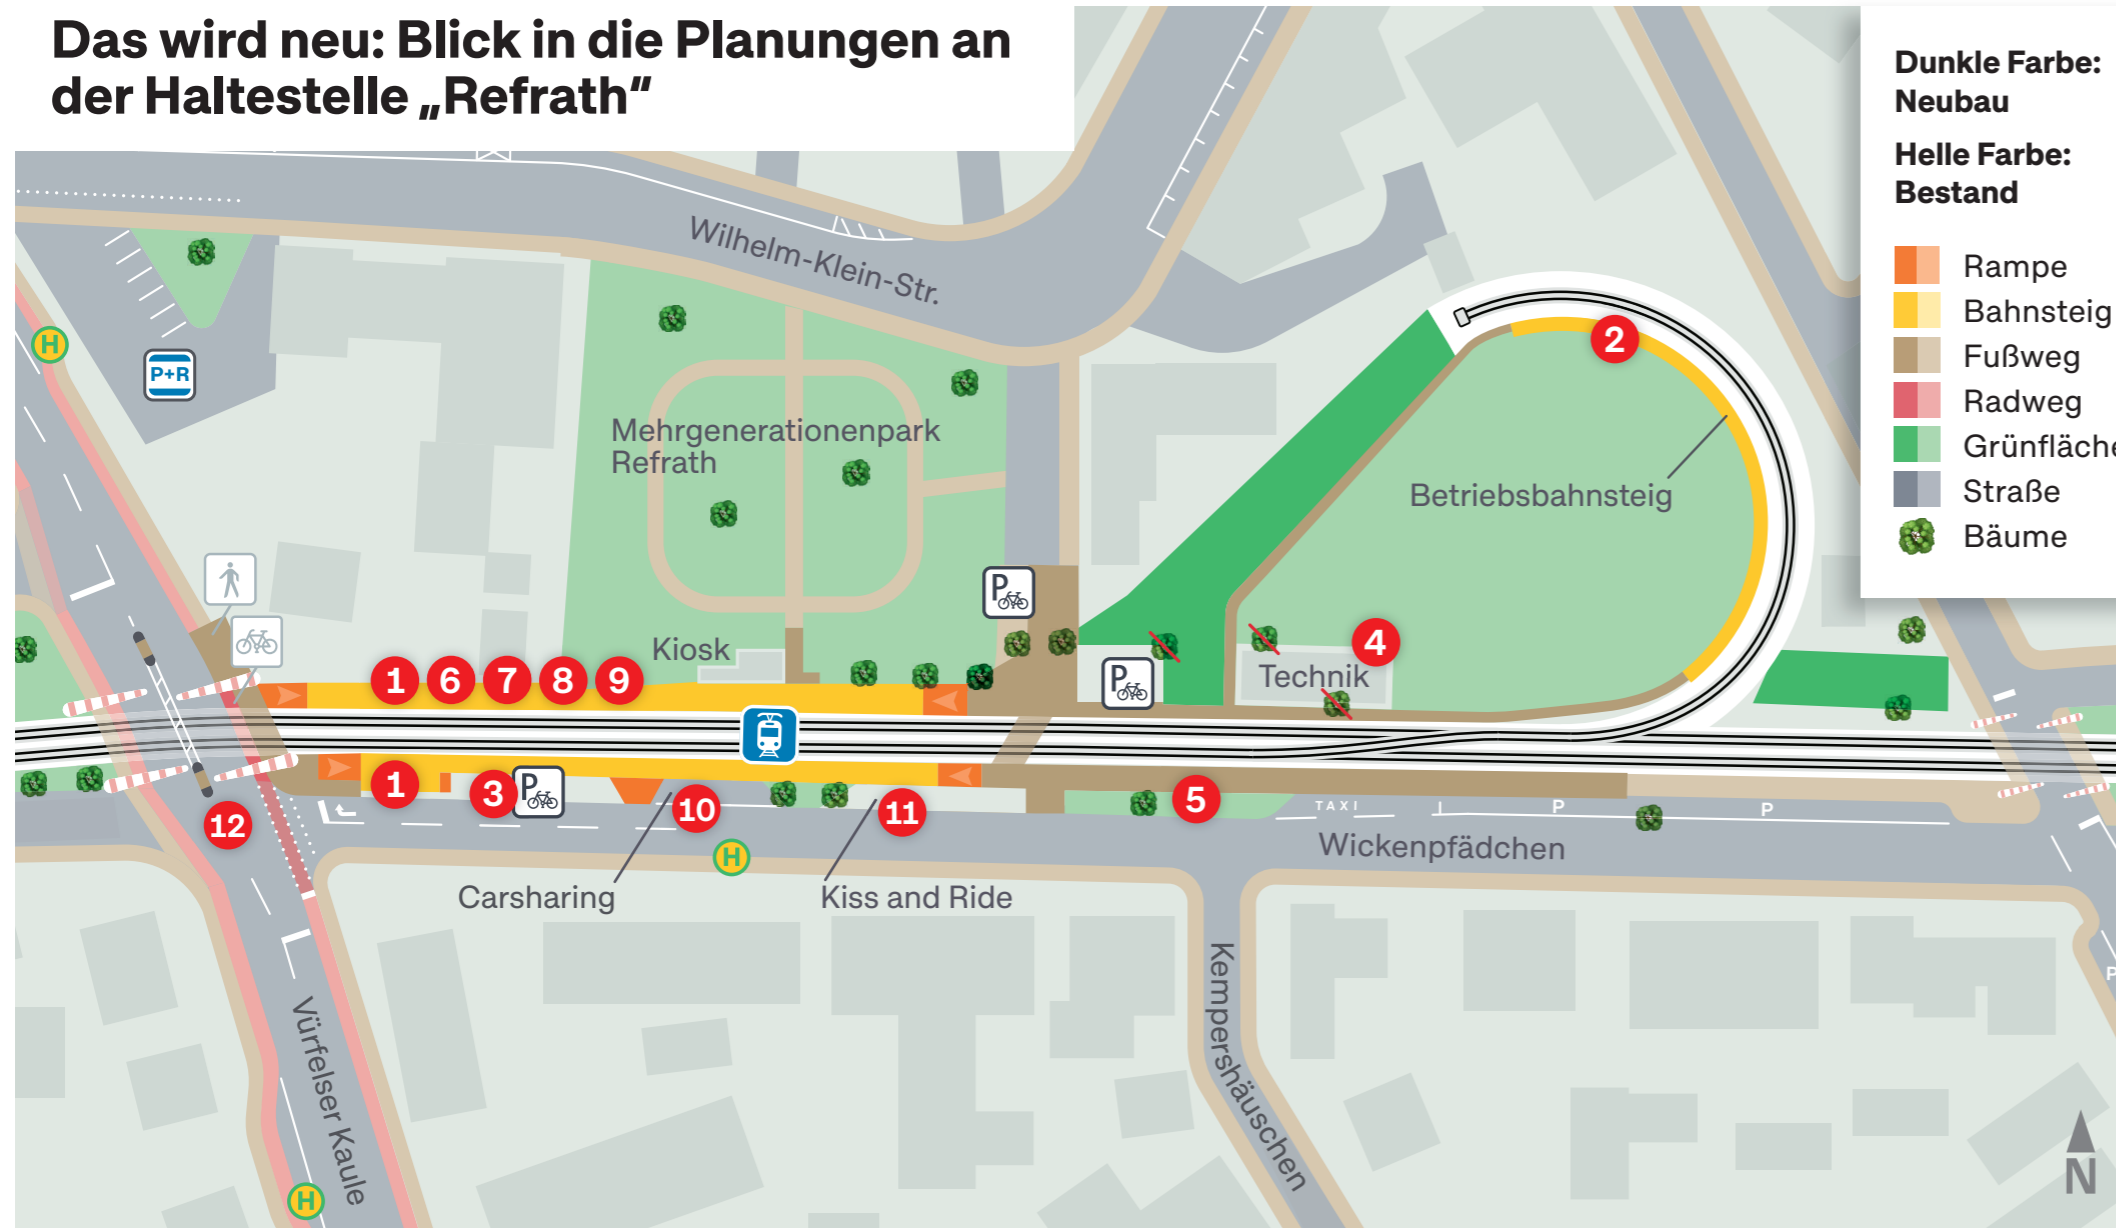 Das wird neu: Blick in die Planungen an
der Haltestelle „Refrath“
Dunkle Farbe:
Neubau
Helle Farbe:
Bestand
Rampe
Bahnsteig
Fußweg
Radweg
Grünfläche
Straße
Bäume
Wilhelm-Klein-Str.
H
P+R
2
Mehrgenerationenpark
Refrath
Betriebsbahnsteig
P
Kiosk
4
Technik
P
1
6
7
8
9
1
3
P
10
11
5
12
TAXI
P
P
Wickenpfädchen
H
Carsharing
Kiss and Ride
P
Kempershäuschen
Vürfelser Kaule
H
N